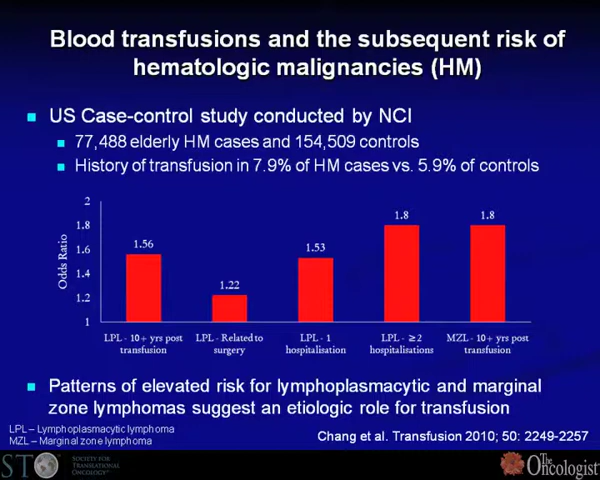 Blood transfusions and the subsequent risk of
hematologic malignancies (HM)
US Case-control study conducted by NCI
77,488 elderly HM cases and 154,509 controls
History of transfusion in 7.9% of HM cases vs. 5.9% of controls
Odds Ratio
2
1.8
1.6
1.4
1.2
1
1.56
1.22
1.53
1.8
1.8
LPL - 10+ yrs post
transfusion
LPL - Related to
surgery
LPL - 1
hospitalisation
LPL - ≥2
hospitalisations
MZL - 10+ yrs post
transfusion
Patterns of elevated risk for lymphoplasmacytic and marginal
zone lymphomas suggest an etiologic role for transfusion
LPL – Lymphoplasmacytic lymphoma
MZL – Marginal zone lymphoma
Chang et al. Transfusion 2010; 50: 2249-2257
STO
SOCIETY FOR
TRANSLATIONAL
ONCOLOGY
The
Oncologist